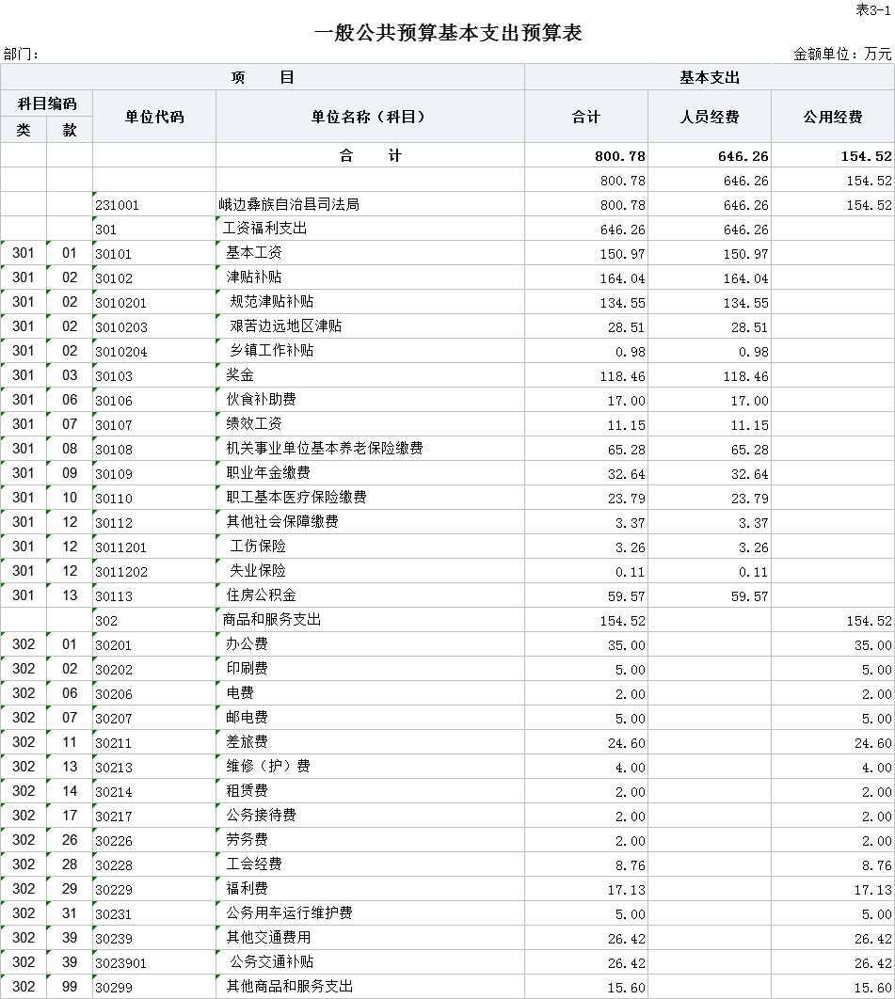 表3-1
一般公共预算基本支出预算表
部门： 金额单位：万元
项 目 基本支出
科目编码 单位代码 单位名称（科目） 合计 人员经费 公用经费
类 款
合 计 800.78 646.26 154.52
800.78 646.26 154.52
231001 峨边彝族自治县司法局 800.78 646.26 154.52
301 工资福利支出 646.26 646.26
301 01 30101 基本工资 150.97 150.97
301 02 30102 津贴补贴 164.04 164.04
301 02 3010201 规范津贴补贴 134.55 134.55
301 02 3010203 艰苦边远地区津贴 28.51 28.51
301 02 3010204 乡镇工作补贴 0.98 0.98
301 03 30103 奖金 118.46 118.46
301 06 30106 伙食补助费 17.00 17.00
301 07 30107 绩效工资 11.15 11.15
301 08 30108 机关事业单位基本养老保险缴费 65.28 65.28
301 09 30109 职业年金缴费 32.64 32.64
301 10 30110 职工基本医疗保险缴费 23.79 23.79
301 12 30112 其他社会保障缴费 3.37 3.37
301 12 3011201 工伤保险 3.26 3.26
301 12 3011202 失业保险 0.11 0.11
301 13 30113 住房公积金 59.57 59.57
302 商品和服务支出 154.52 154.52
302 01 30201 办公费 35.00 35.00
302 02 30202 印刷费 5.00 5.00
302 06 30206 电费 2.00 2.00
302 07 30207 邮电费 5.00 5.00
302 11 30211 差旅费 24.60 24.60
302 13 30213 维修（护）费 4.00 4.00
302 14 30214 租赁费 2.00 2.00
302 17 30217 公务接待费 2.00 2.00
302 26 30226 劳务费 2.00 2.00
302 28 30228 工会经费 8.76 8.76
302 29 30229 福利费 17.13 17.13
302 31 30231 公务用车运行维护费 5.00 5.00
302 39 30239 其他交通费用 26.42 26.42
302 39 3023901 公务交通补贴 26.42 26.42
302 99 30299 其他商品和服务支出 15.60 15.60